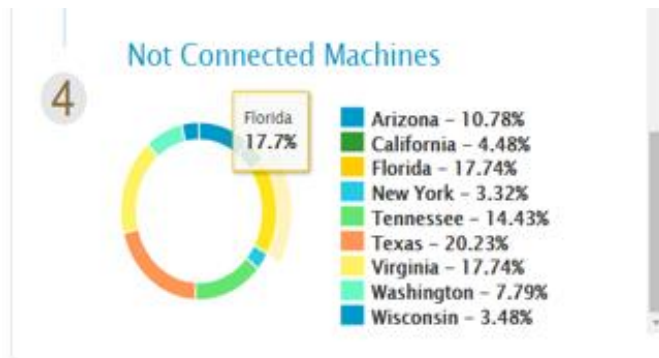 Not Connected Machines
4
Florida
17.7%
Arizona – 10.78%
California – 4.48%
Florida – 17.74%
New York – 3.32%
Tennessee – 14.43%
Texas – 20.23%
Virginia – 17.74%
Washington – 7.79%
Wisconsin – 3.48%